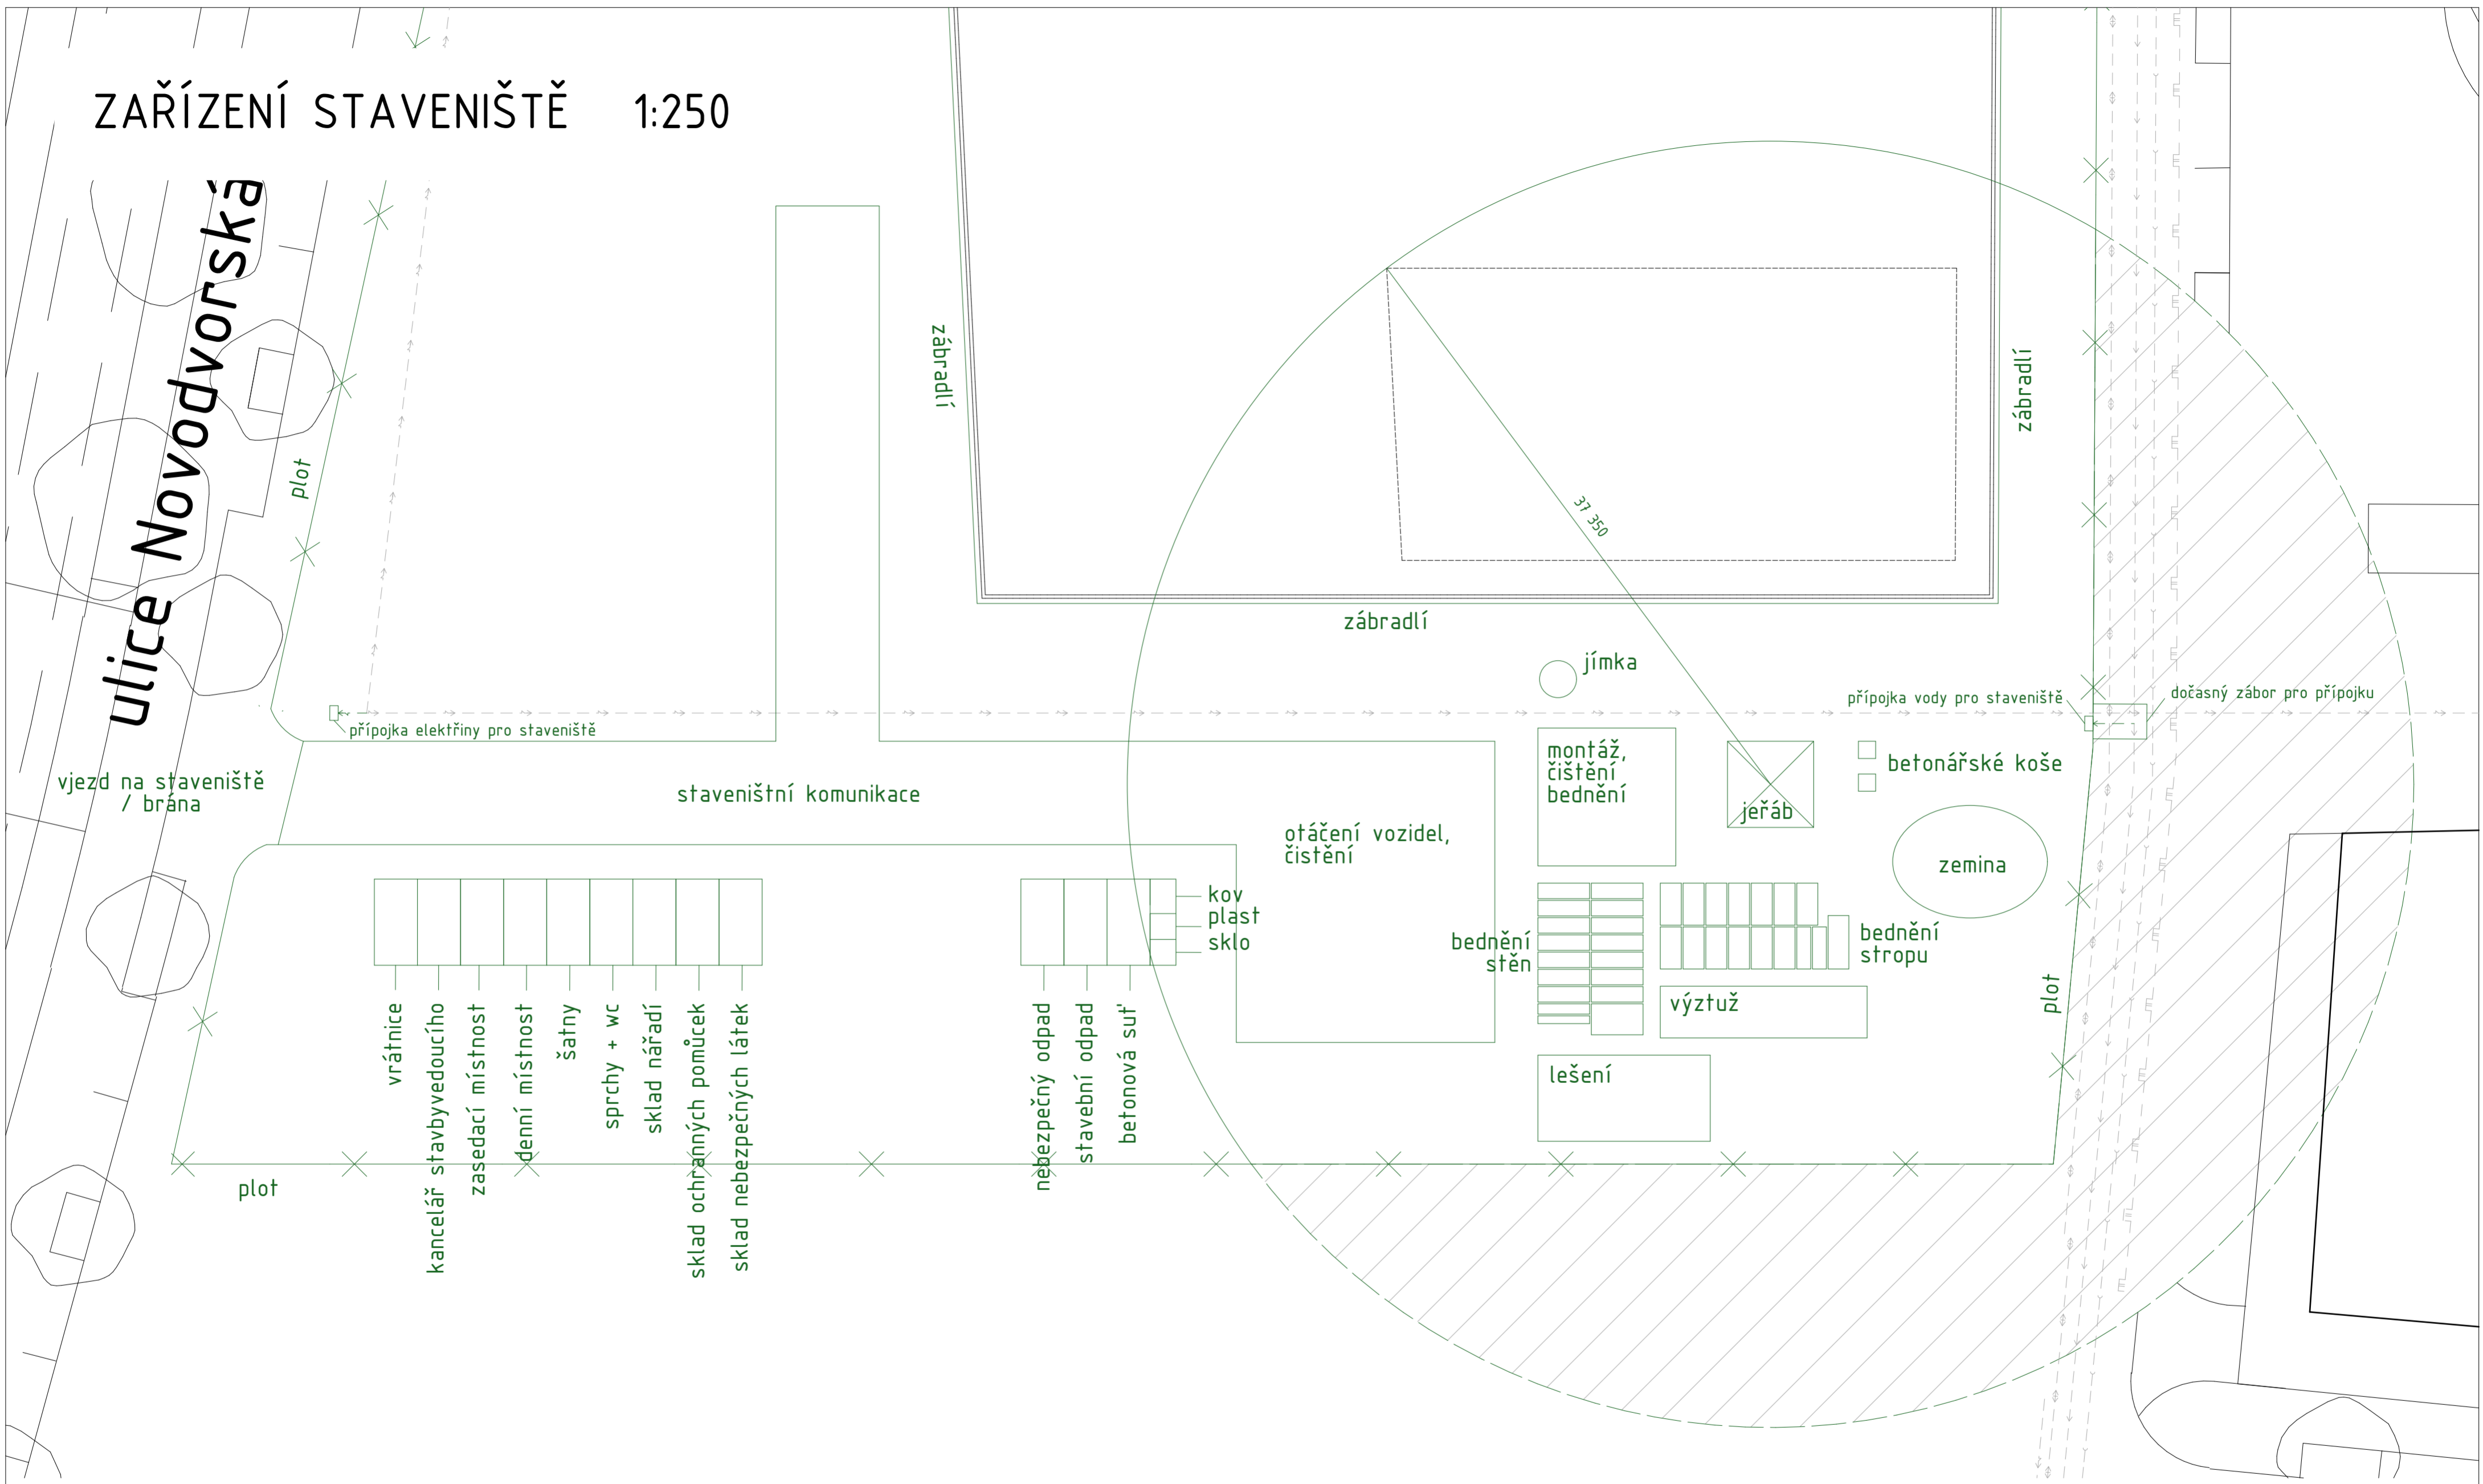 ZAŘÍZENÍ STAVENIŠTĚ 1:250
ulice Novodvorská
plot
zábradlí
zábradlí
37 350
zábradlí
jímka
přípojka vody pro staveniště
dočasný zábor pro přípojku
přípojka elektřiny pro staveniště
vjezd na staveniště
/ brána
staveništní komunikace
montáž,
čištění
bednění
jeřáb
betonářské koše
otáčení vozidel,
čistění
zemina
kov
plast
sklo
bednění
stěn
bednění
stropu
výztuž
plot
lešení
vrátnice
kancelář stavbyvedoucího
zasedací místnost
denní místnost
šatny
sprchy + wc
sklad nářadí
sklad ochranných pomůcek
sklad nebezpečných látek
nebezpečný odpad
stavební odpad
betonová suť
plot